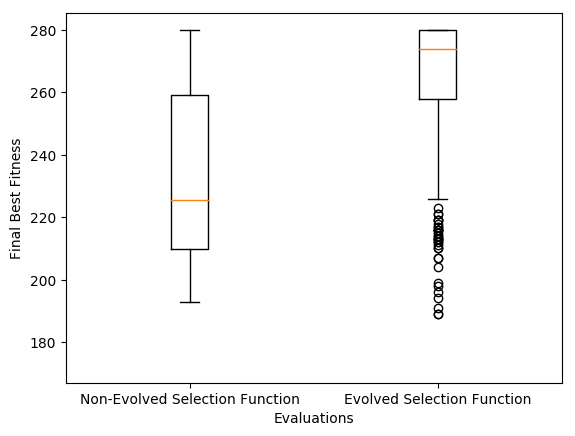 280
260
240
220
200
180
Final Best Fitness
Non-Evolved Selection Function
Evolved Selection Function
Evaluations